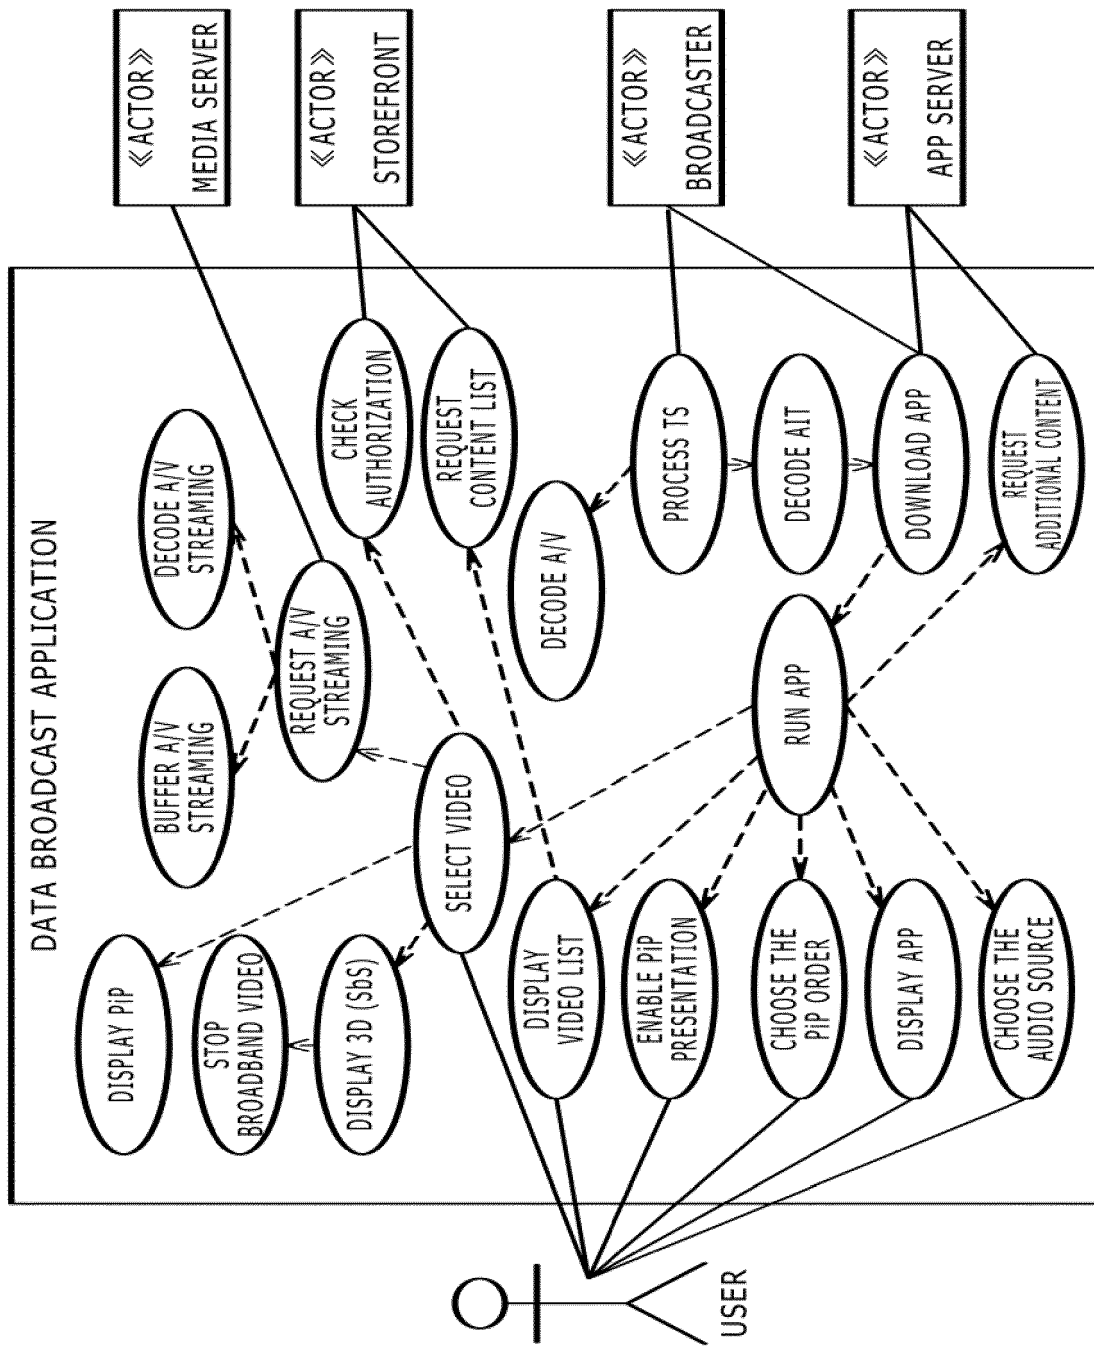 DATA BROADCAST APPLICATION
DISPLAY PiP
BUFFER A/V
STREAMING
DECODE A/V
STREAMING
《ACTOR》
MEDIA SERVER
STOP
BROADBAND VIDEO
REQUEST A/V
STREAMING
CHECK
AUTHORIZATION
《ACTOR》
STOREFRONT
DISPLAY 3D (SbS)
SELECT VIDEO
REQUEST
CONTENT LIST
DISPLAY
VIDEO LIST
DECODE A/V
ENABLE PiP
PRESENTATION
PROCESS TS
《ACTOR》
BROADCASTER
USER
CHOOSE THE
PiP ORDER
RUN APP
DECODE AIT
DISPLAY APP
DOWNLOAD APP
《ACTOR》
APP SERVER
CHOOSE THE
AUDIO SOURCE
REQUEST
ADDITIONAL CONTENT